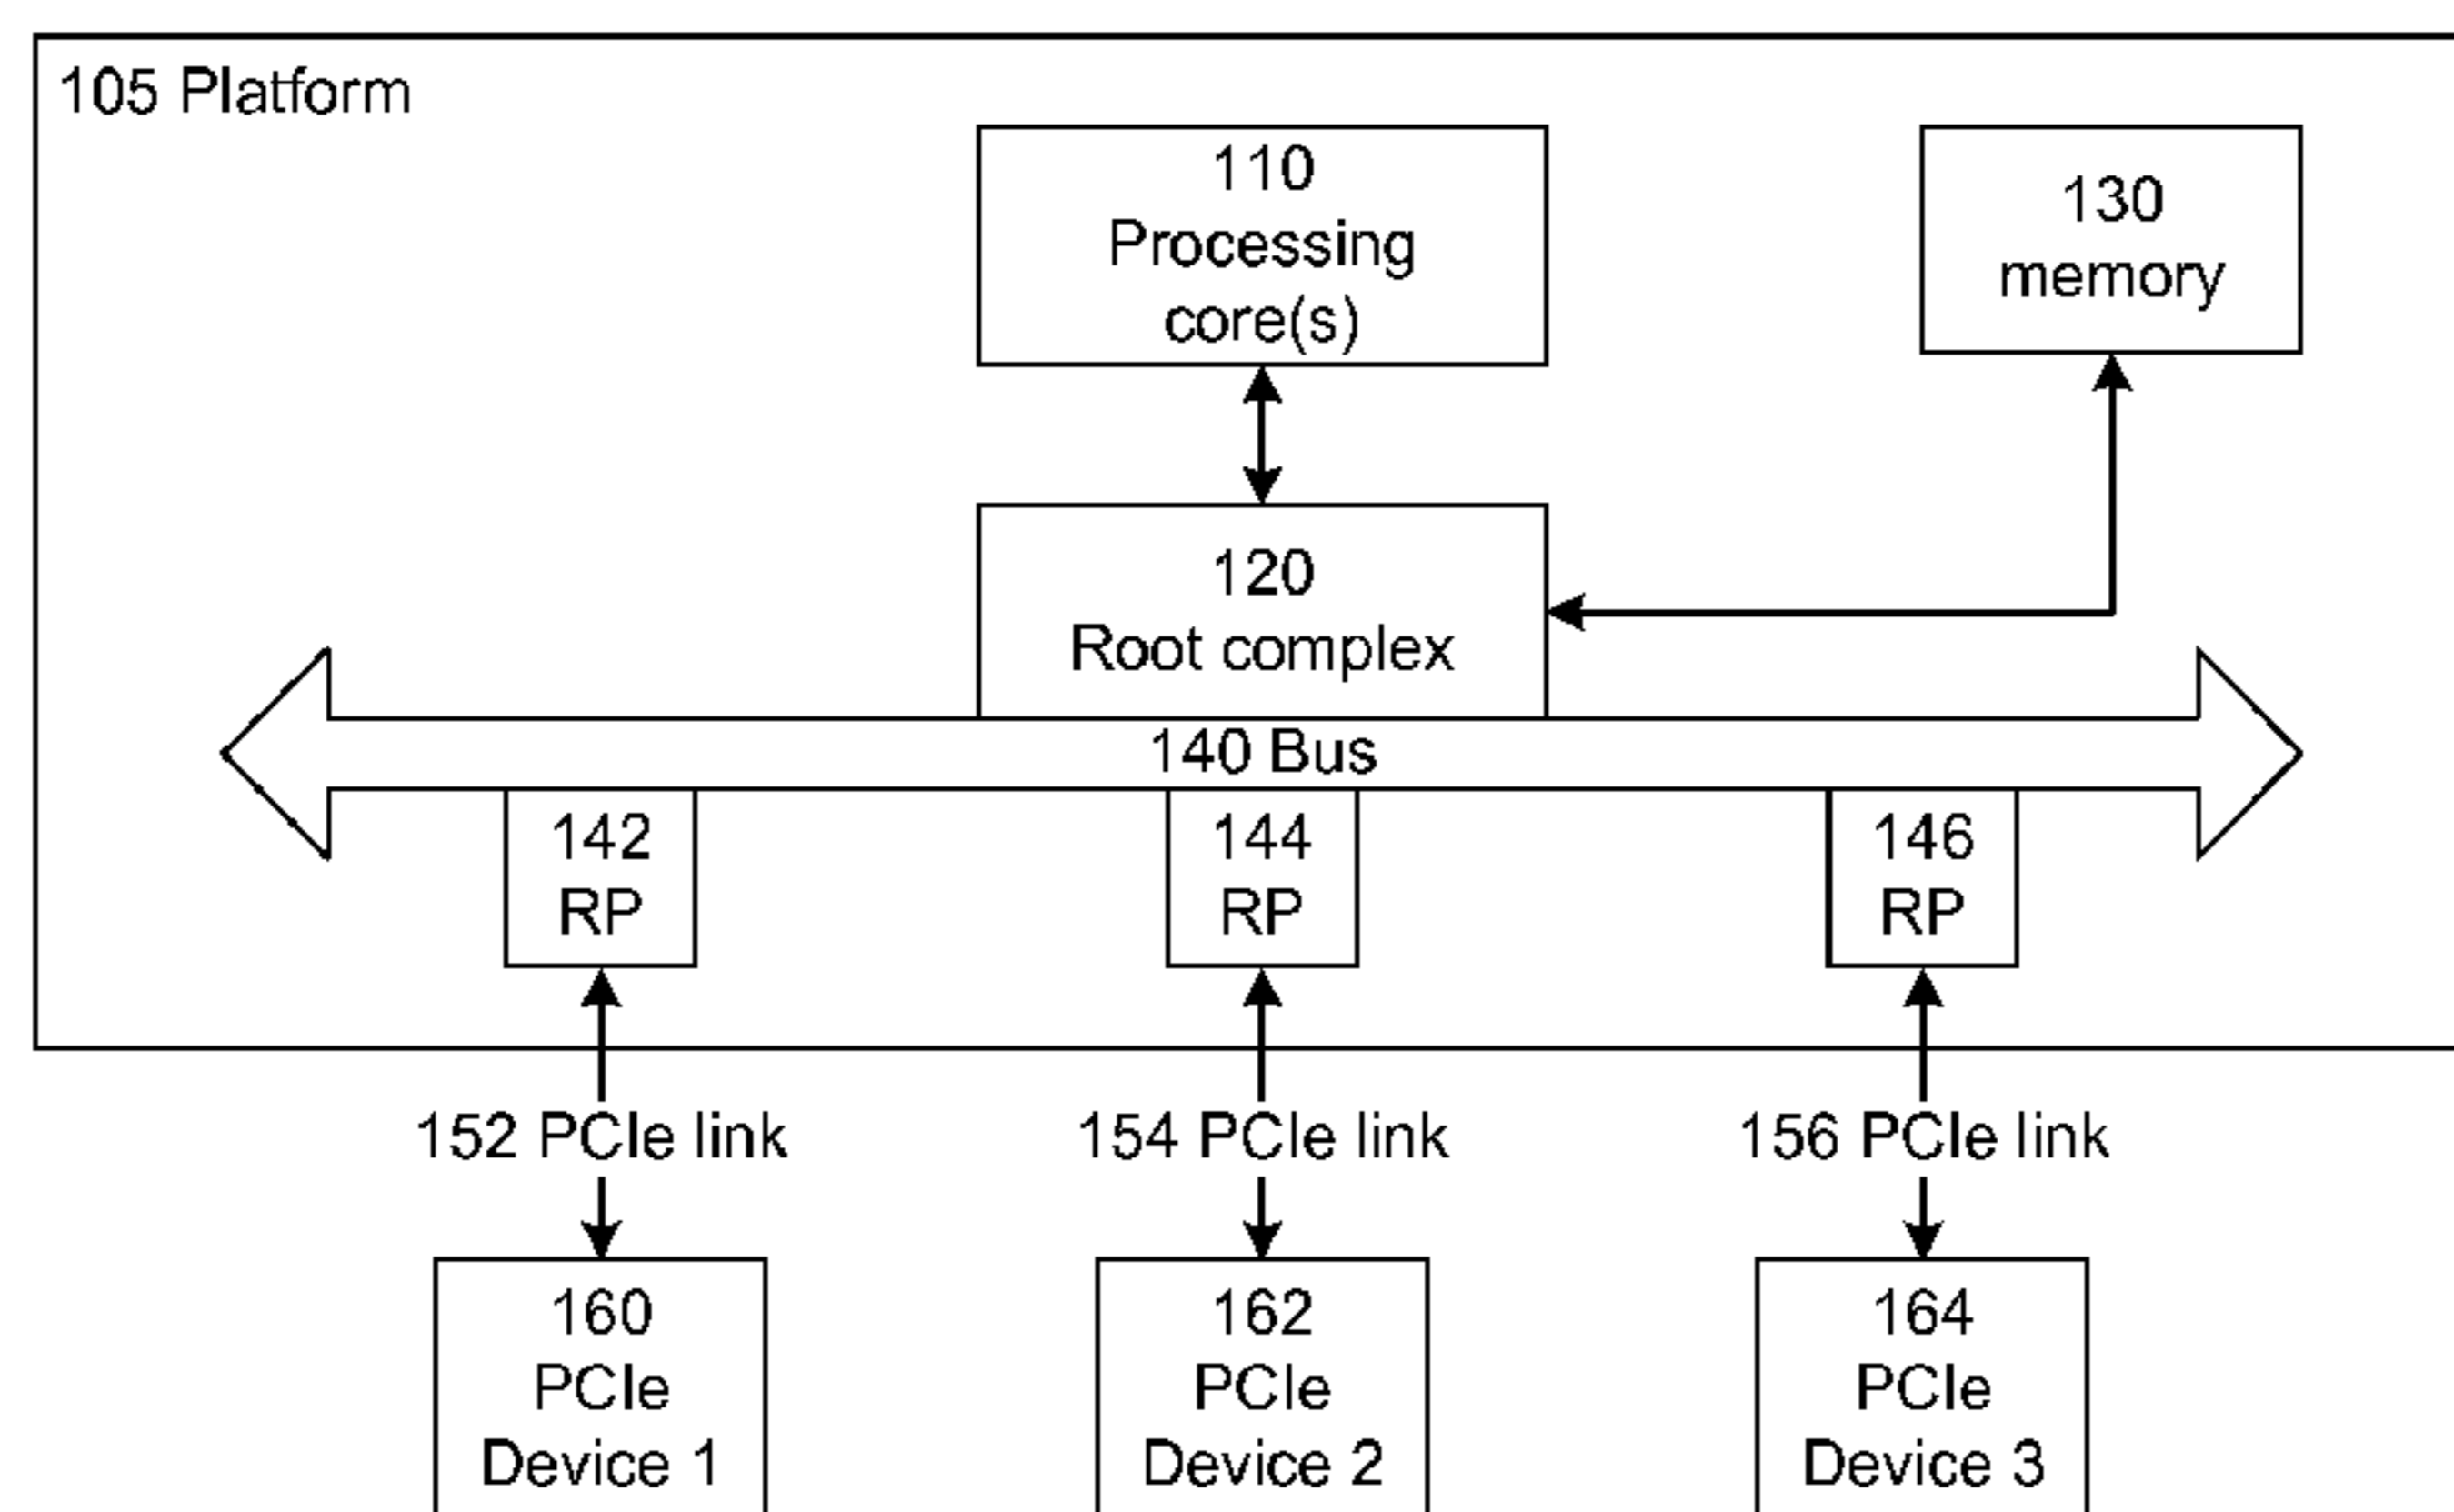 105 Platform
110
Processing
core(s)
130
memory
120
Root complex
140 Bus
142
RP
144
RP
146
RP
152 PCIe link
154 PCIe link
156 PCIe link
160
PCIe
Device 1
162
PCIe
Device 2
164
PCIe
Device 3